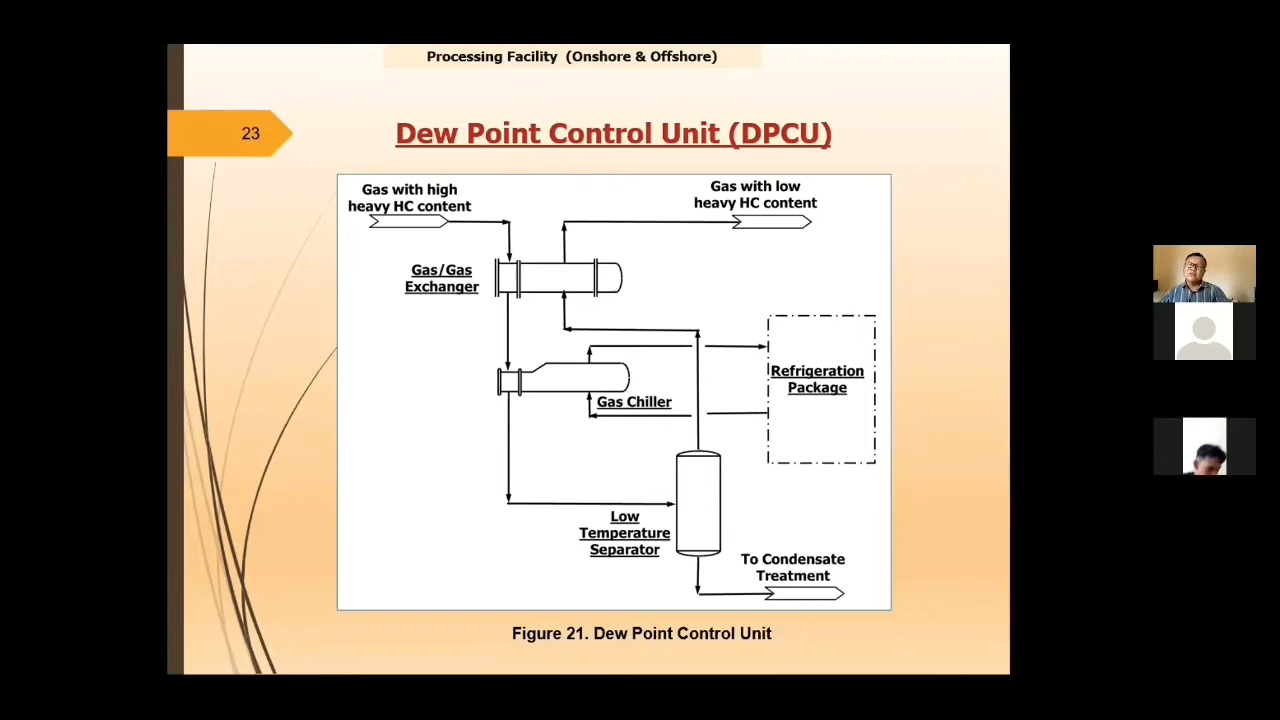 Processing Facility (Onshore & Offshore)
23
Dew Point Control Unit (DPCU)
Gas with high
heavy HC content
Gas with low
heavy HC content
Gas/Gas
Exchanger
Refrigeration
Package
Gas Chiller
Low
Temperature
Separator
To Condensate
Treatment
Figure 21. Dew Point Control Unit